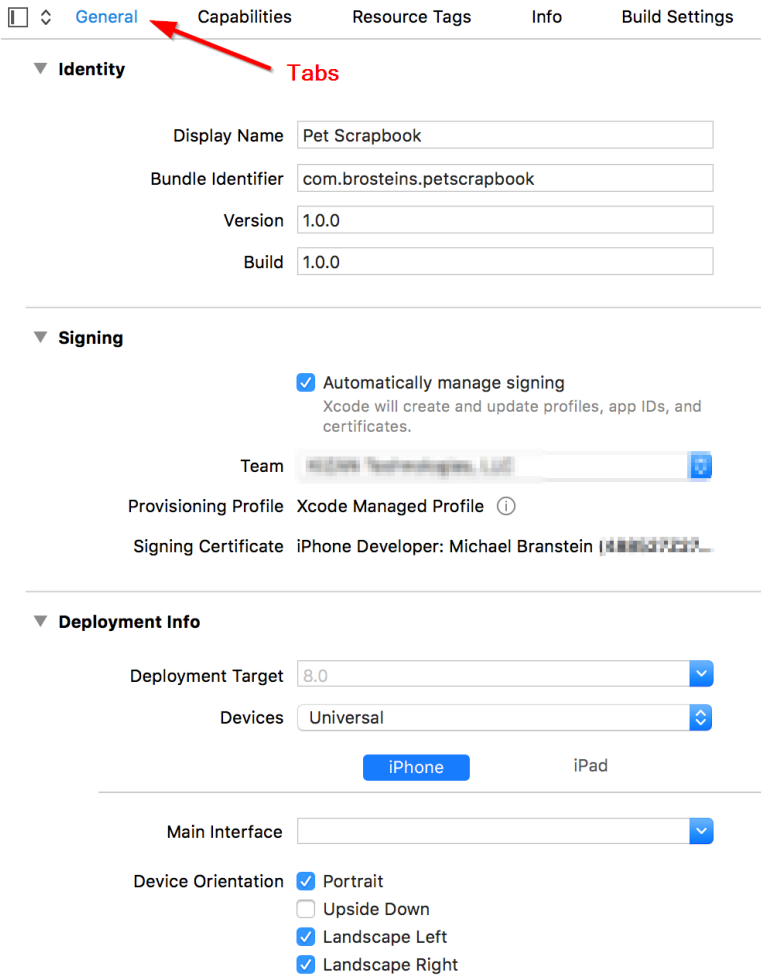 General Capabilities Resource Tags Info Build Settings
Tabs
Identity
Display Name Pet Scrapbook
Bundle Identifier com.brosteins.petscrapbook
Version 1.0.0
Build 1.0.0
Signing
Automatically manage signing
Xcode will create and update profiles, app IDs, and
certificates.
Team
Provisioning Profile Xcode Managed Profile
Signing Certificate iPhone Developer: Michael Branstein
Deployment Info
Deployment Target 8.0
Devices Universal
iPhone iPad
Main Interface
Device Orientation Portrait
Upside Down
Landscape Left
Landscape Right